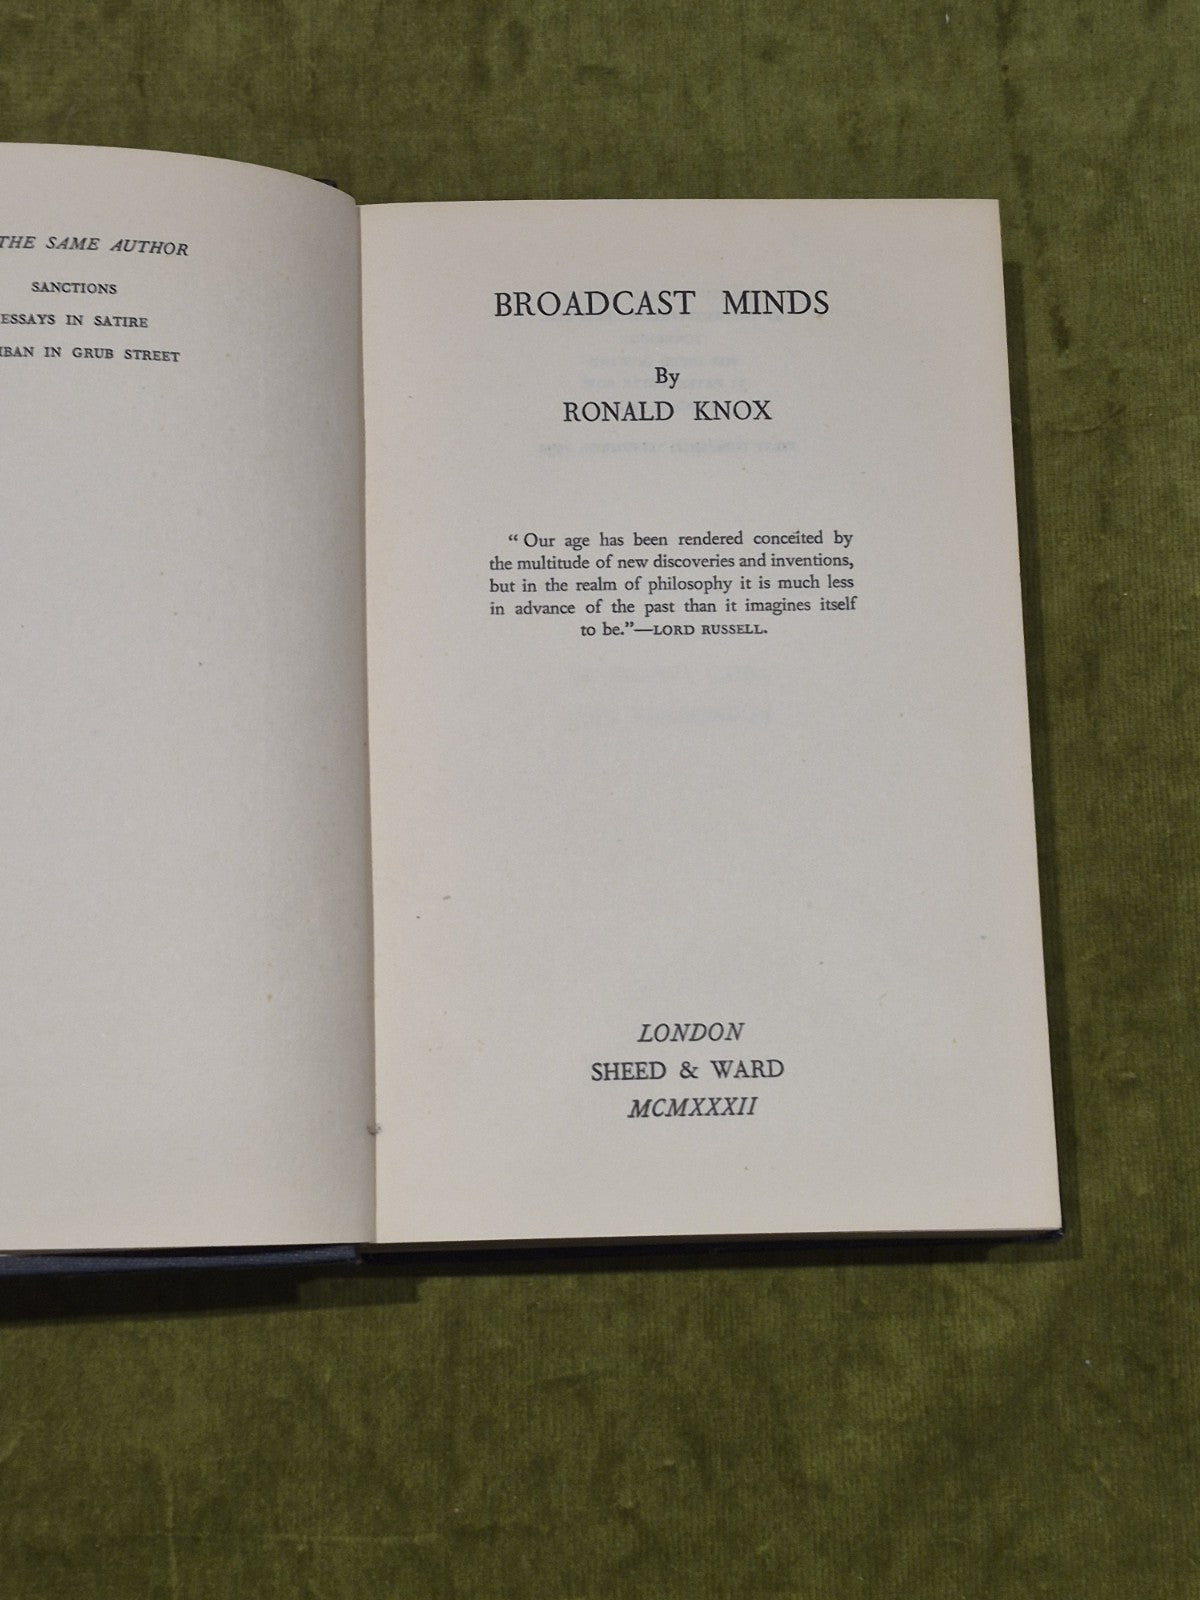 THE SAME AUTHOR
SANCTIONS
ESSAYS IN SATIRE
IN GRUB STREET
BROADCAST MINDS
By
RONALD KNOX
“ Our age has been rendered conceited by
the multitude of new discoveries and inventions,
but in the realm of philosophy it is much less
in advance of the past than it imagines itself
to be.”—LORD RUSSELL.
LONDON
SHEED & WARD
MCMXXXII